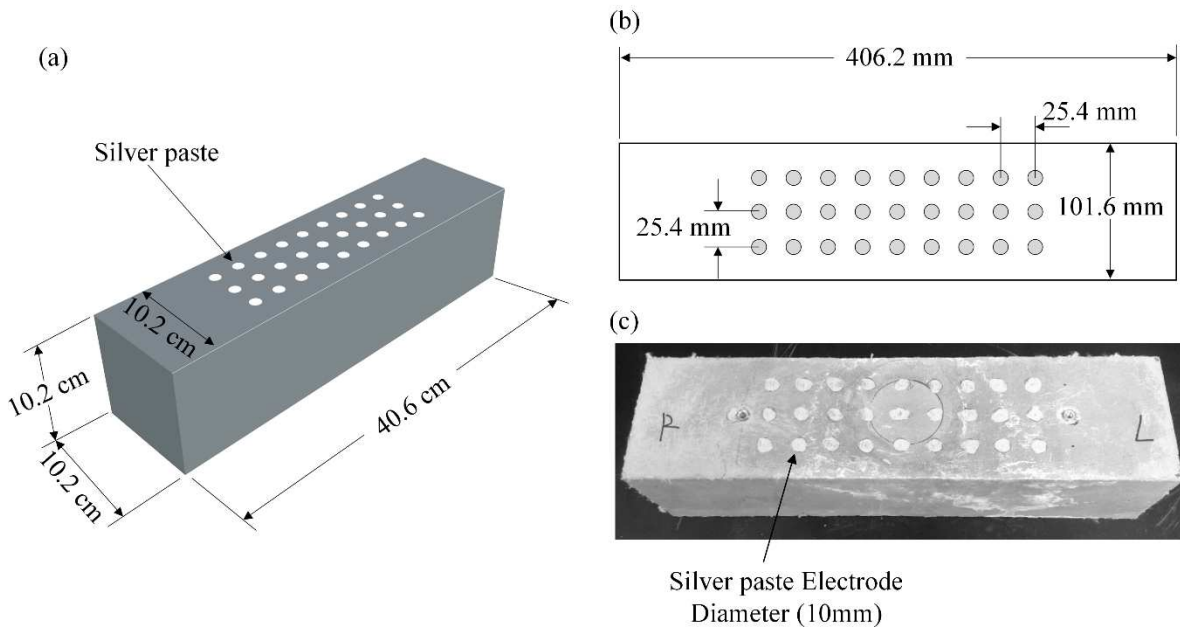 (a)
Silver paste
10.2 cm
10.2 cm
10.2 cm
40.6 cm
(b)
406.2 mm
25.4 mm
25.4 mm
101.6 mm
(c)
P
L
Silver paste Electrode
Diameter (10mm)